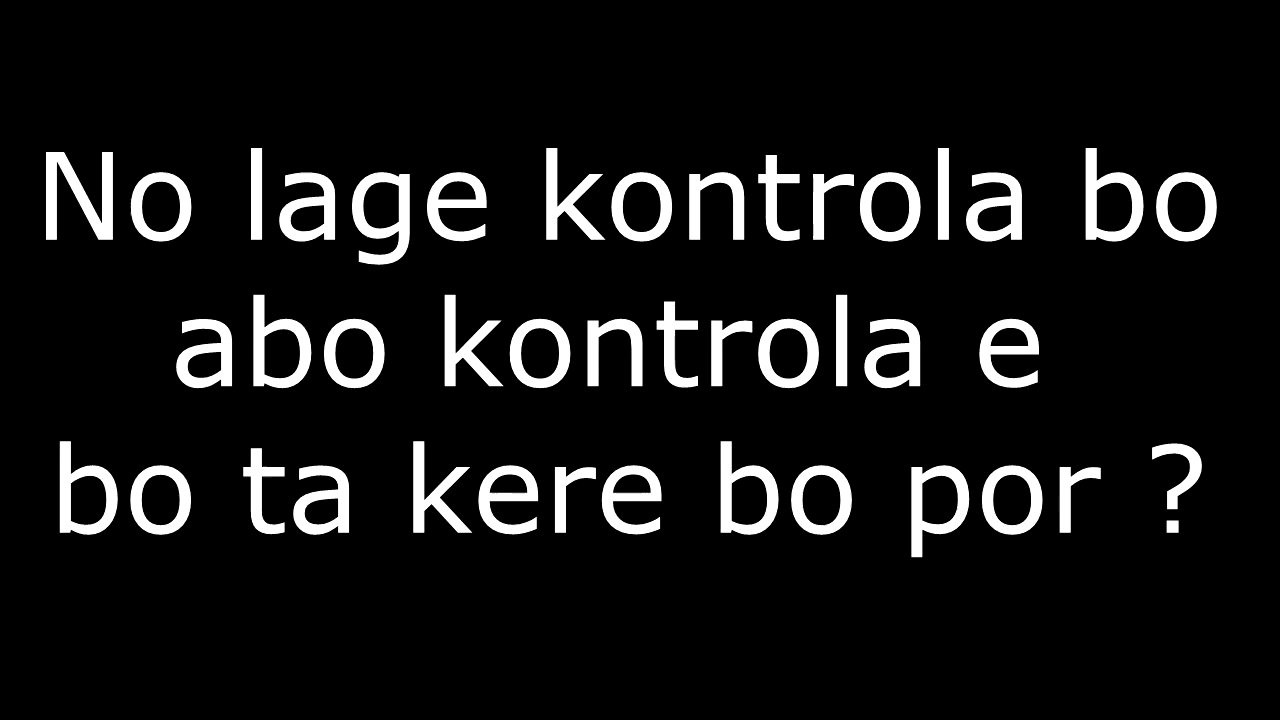 No lage kontrola bo
abo kontrola e
bo ta kere bo por ?